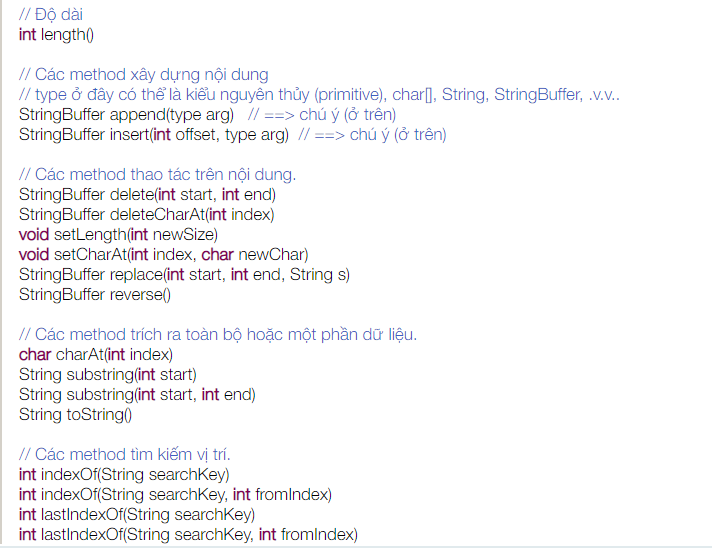 // Độ dài
int length()
// Các method xây dựng nội dung
// type ở đây có thể là kiểu nguyên thủy (primitive), char[], String, StringBuffer, .v.v..
StringBuffer append(type arg) // ==> chú ý (ở trên)
StringBuffer insert(int offset, type arg) // ==> chú ý (ở trên)
// Các method thao tác trên nội dung.
StringBuffer delete(int start, int end)
StringBuffer deleteCharAt(int index)
void setLength(int newSize)
void setCharAt(int index, char newChar)
StringBuffer replace(int start, int end, String s)
StringBuffer reverse()
// Các method trích ra toàn bộ hoặc một phần dữ liệu.
char charAt(int index)
String substring(int start)
String substring(int start, int end)
String toString()
// Các method tìm kiếm vị trí.
int indexOf(String searchKey)
int indexOf(String searchKey, int fromIndex)
int lastIndexOf(String searchKey)
int lastIndexOf(String searchKey, int fromIndex)